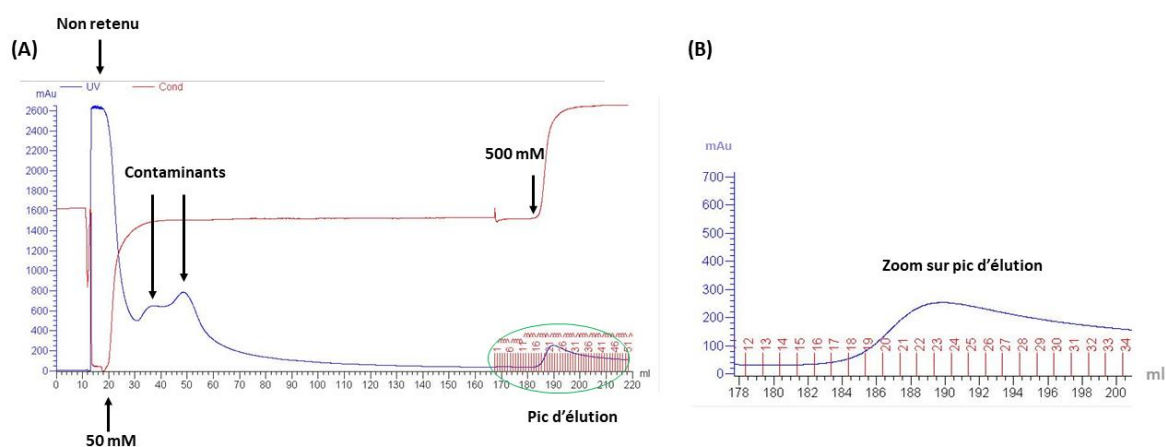 Non retenu
(A)
(B)
UV
Cond
mAu
2600
2400
2200
2000
1800
1600
1400
1200
1000
800
600
400
200
0
Contaminants
500 mM
0 10 20 30 40 50 60 70 80 90 100 110 120 130 140 150 160 170 180 190 200 210 220 ml
50 mM
Pic d’élution
mAu
700
600
500
400
300
200
100
0
Zoom sur pic d’élution
12 13 14 15 16 17 18 19 20 21 22 23 24 25 26 27 28 29 30 31 32 33 34
178 180 182 184 186 188 190 192 194 196 198 200
ml